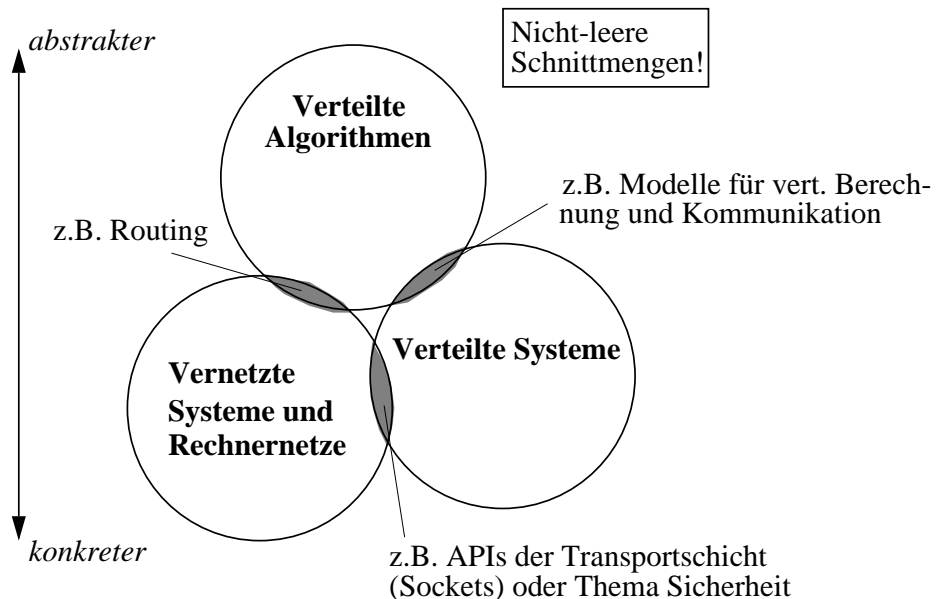 abstrakter
Nicht-leere
Schnittmengen!
Verteilte
Algorithmen
z.B. Modelle für vert. Berech-
nung und Kommunikation
z.B. Routing
Verteilte Systeme
Vernetzte
Systeme und
Rechnernetze
konkreter
z.B. APIs der Transportschicht
(Sockets) oder Thema Sicherheit